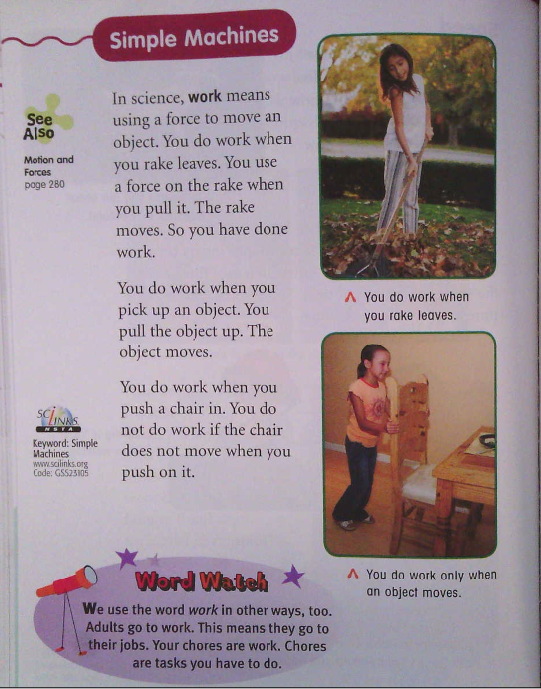 Simple Machines
See
Also
Motion and
Forces
page 280
In science, work means
using a force to move an
object. You do work when
you rake leaves. You use
a force on the rake when
you pull it. The rake
moves. So you have done
work.
You do work when you
pick up an object. You
pull the object up. The
object moves.
You do work when you
push a chair in. You do
not do work if the chair
does not move when you
push on it.
SCiLINKS
NSTA
Keyword: Simple
Machines
www.scilinks.org
Code: GSS23105
You do work when
you rake leaves.
You do work only when
an object moves.
Word Watch
We use the word work in other ways, too.
Adults go to work. This means they go to
their jobs. Your chores are work. Chores
are tasks you have to do.